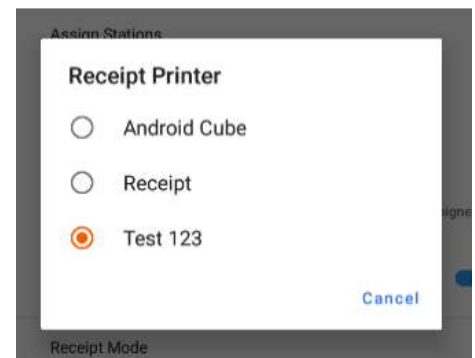 Assign Stations
Receipt Printer
Android Cube
Receipt
Test 123
Cancel
Receipt Mode